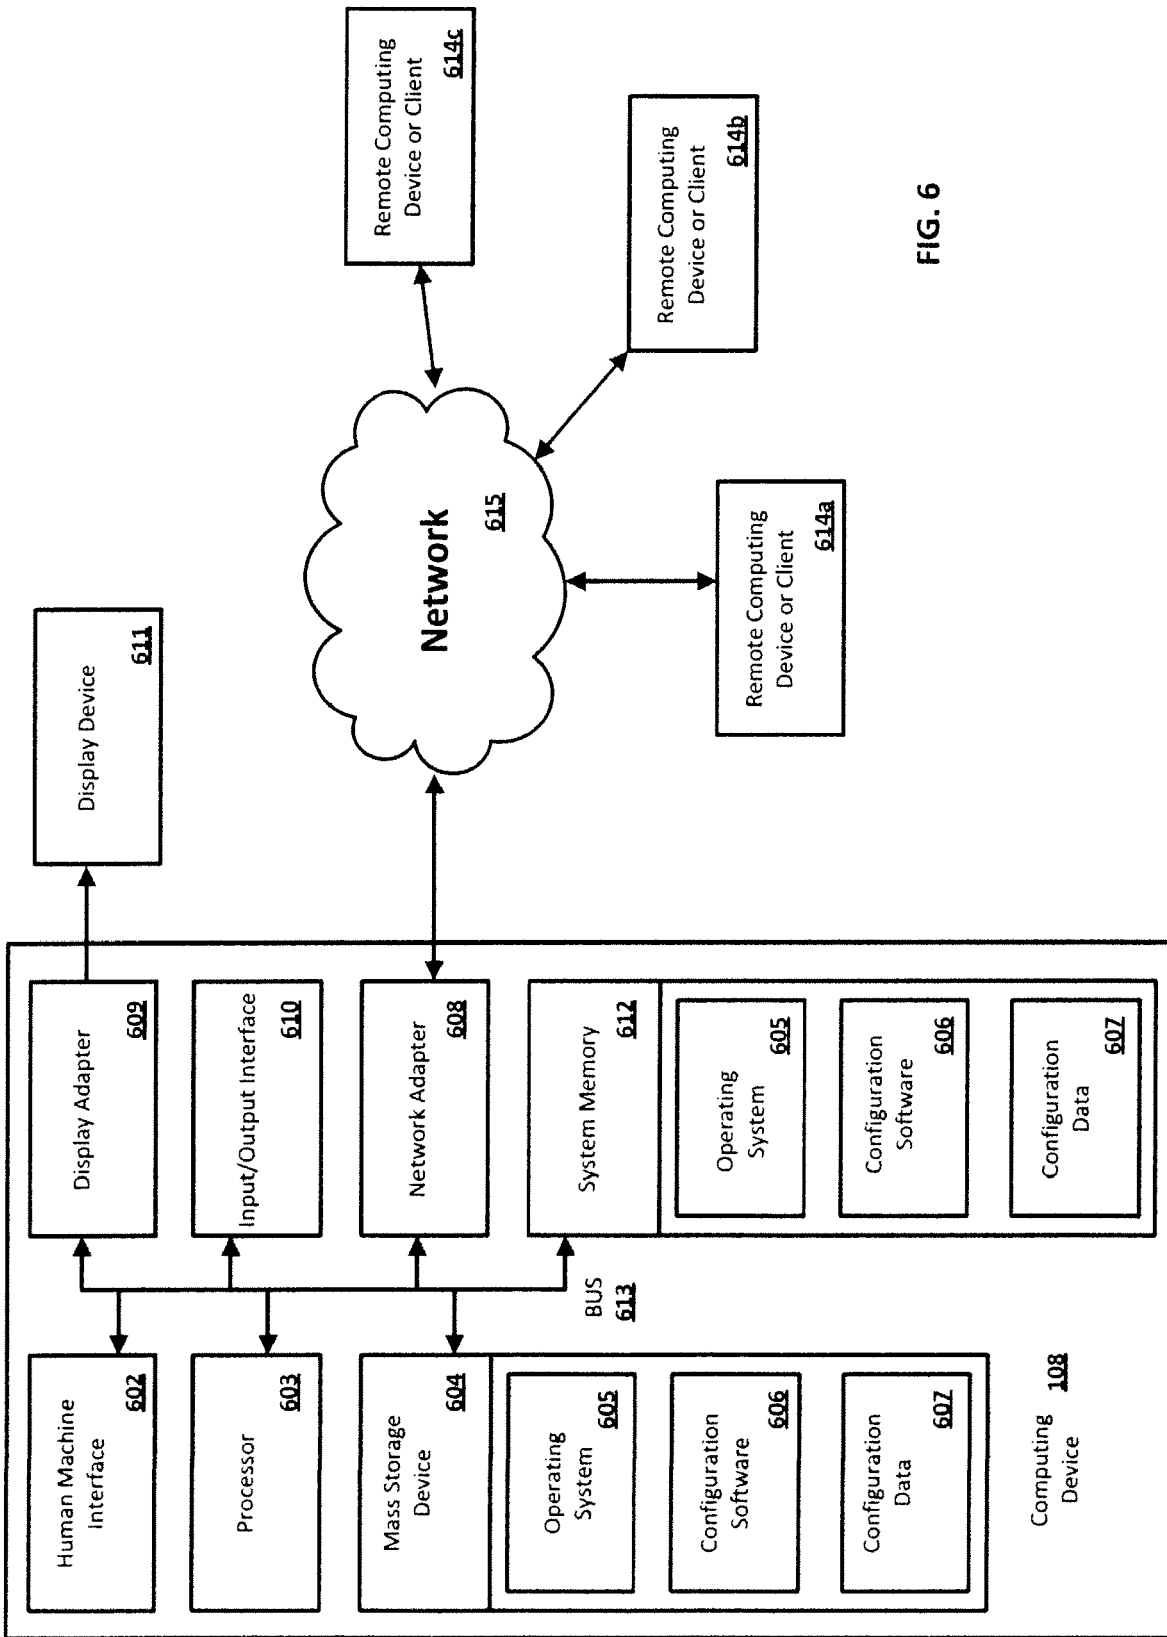 Human Machine
Interface
602
Processor
603
Mass Storage
Device
604
Operating
System
605
Configuration
Software
606
Configuration
Data
607
Computing
Device
108
BUS
613
Display Adapter
609
Input/Output Interface
610
Network Adapter
608
System Memory
612
Operating
System
605
Configuration
Software
606
Configuration
Data
607
Display Device
611
Network
615
Remote Computing
Device or Client
614a
Remote Computing
Device or Client
614b
Remote Computing
Device or Client
614c
FIG. 6